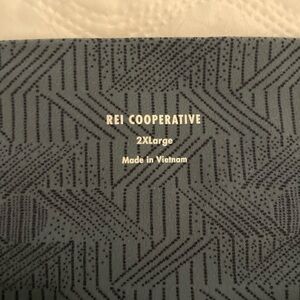 REI COOPERATIVE
2XLarge
Made in Vietnam